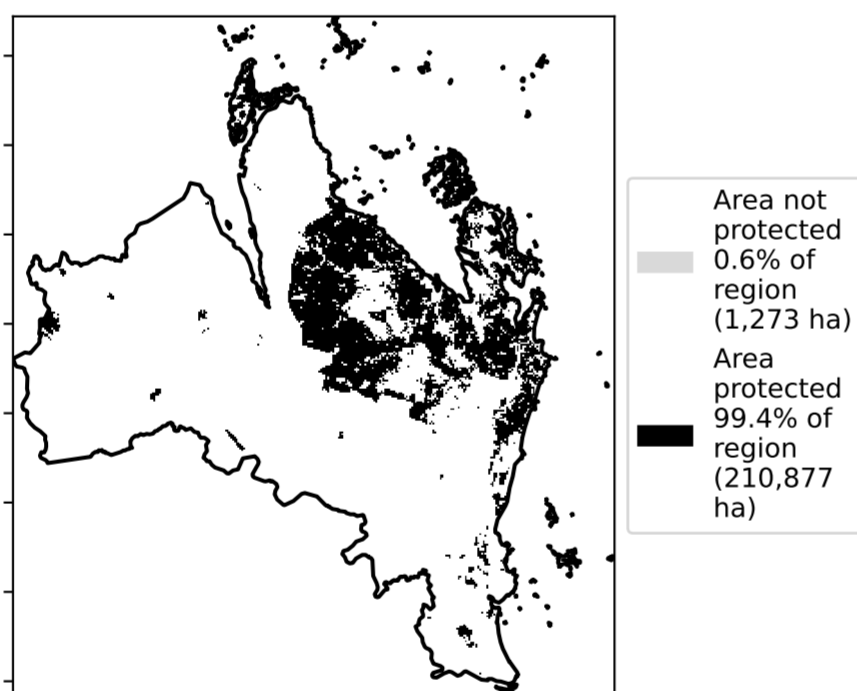 Area not
protected
0.6% of
region
(1,273 ha)
Area
protected
99.4% of
region
(210,877
ha)